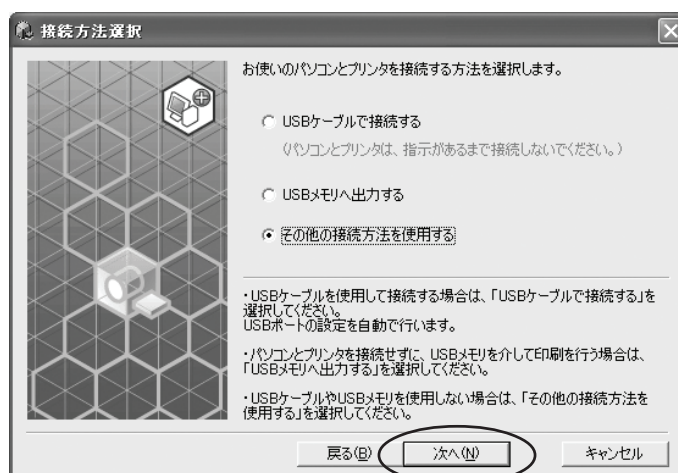 接続方法選択
お使いのパソコンとプリンタを接続する方法を選択します。
USBケーブルで接続する
(パソコンとプリンタは、指示があるまで接続しないでください。)
USBメモリへ出力する
その他の接続方法を使用する
・USBケーブルを使用して接続する場合は、「USBケーブルで接続する」を
選択してください。
USBポートの設定を自動で行います。
・パソコンとプリンタを接続せずに、USBメモリを介して印刷を行う場合は、
「USBメモリへ出力する」を選択してください。
・USBケーブルやUSBメモリを使用しない場合は、「その他の接続方法を
使用する」を選択してください。
戻る(B) 次へ(N) キャンセル